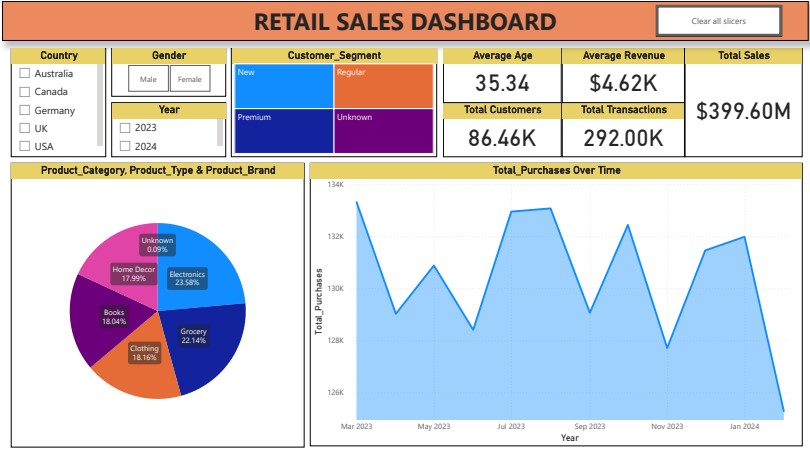 RETAIL SALES DASHBOARD
Clear all slicers
Country
Australia
Canada
Germany
UK
USA
Gender
Male
Female
Year
2023
2024
Customer_Segment
New
Regular
Premium
Unknown
Average Age
35.34
Average Revenue
$4.62K
Total Customers
86.46K
Total Transactions
292.00K
Total Sales
$399.60M
Product_Category, Product_Type & Product_Brand
Unknown
0.09%
Electronics
23.58%
Home Decor
17.99%
Books
18.04%
Grocery
22.14%
Clothing
18.16%
Total_Purchases Over Time
Total_Purchases
134K
132K
130K
128K
126K
Mar 2023
May 2023
Jul 2023
Sep 2023
Nov 2023
Jan 2024
Year